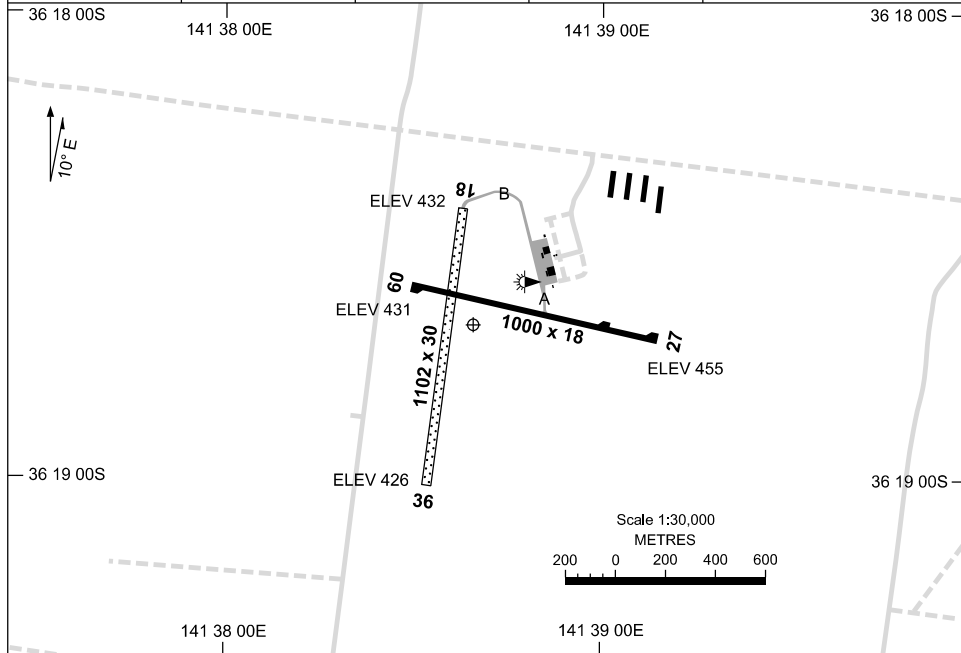 36 18 00S
141 38 00E
141 39 00E
36 18 00S
10° E
18
B
ELEV 432
09
A
ELEV 431
1000 x 18
27
ELEV 455
1102 x 30
36 19 00S
ELEV 426
36
36 19 00S
Scale 1:30,000
METRES
200 0 200 400 600
141 38 00E
141 39 00E